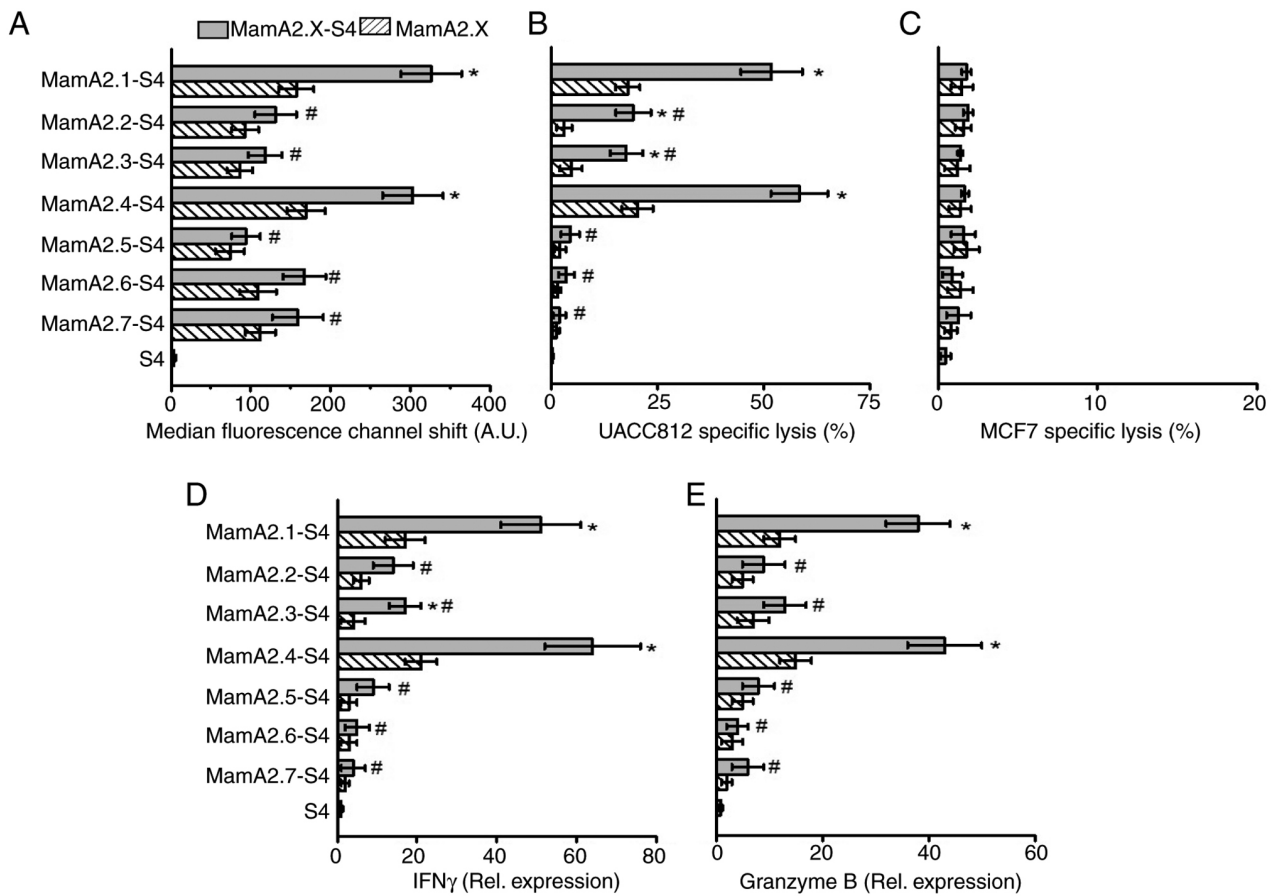 A
MamA2.X-S4 MamA2.X
MamA2.1-S4
MamA2.2-S4
MamA2.3-S4
MamA2.4-S4
MamA2.5-S4
MamA2.6-S4
MamA2.7-S4
S4
* # # * # # #
0 100 200 300 400
Median fluorescence channel shift (A.U.)
B
*
* #
* #
*
#
#
#
0 25 50 75
UACC812 specific lysis (%)
C
0 10 20
MCF7 specific lysis (%)
D
MamA2.1-S4
MamA2.2-S4
MamA2.3-S4
MamA2.4-S4
MamA2.5-S4
MamA2.6-S4
MamA2.7-S4
S4
*
#
* #
*
#
#
#
0 20 40 60 80
IFNγ (Rel. expression)
E
*
#
#
*
#
#
#
0 20 40 60
Granzyme B (Rel. expression)